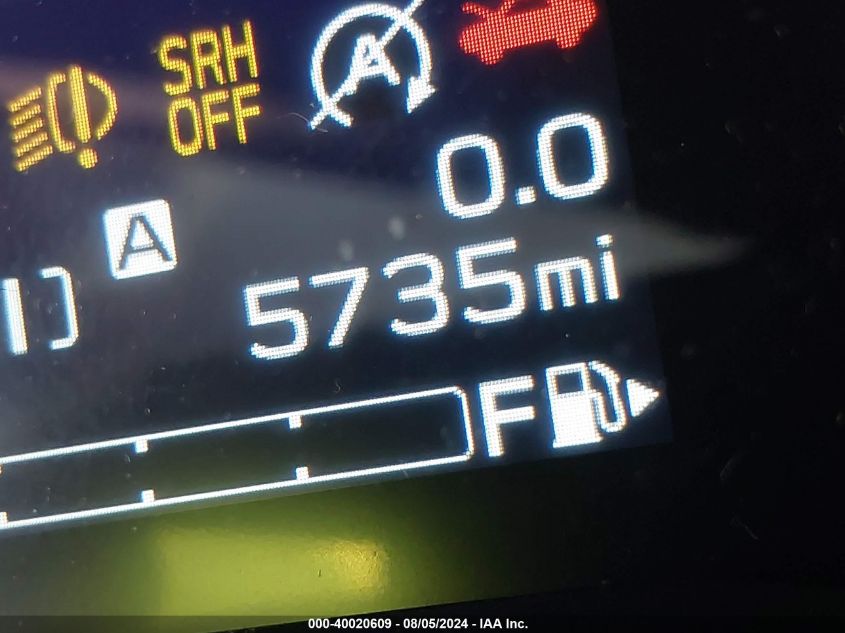 SRH
OFF
A
0.0
A
5735mi
F
000-40020609 - 08/05/2024 - IAA Inc.